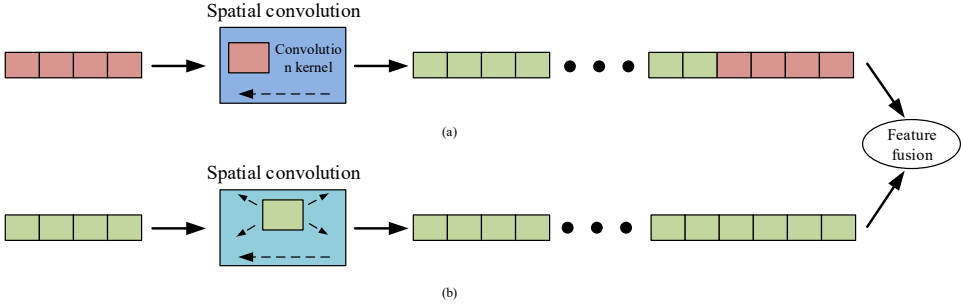 Spatial convolution
Convolutio
n kernel
(a)
Feature
fusion
Spatial convolution
(b)